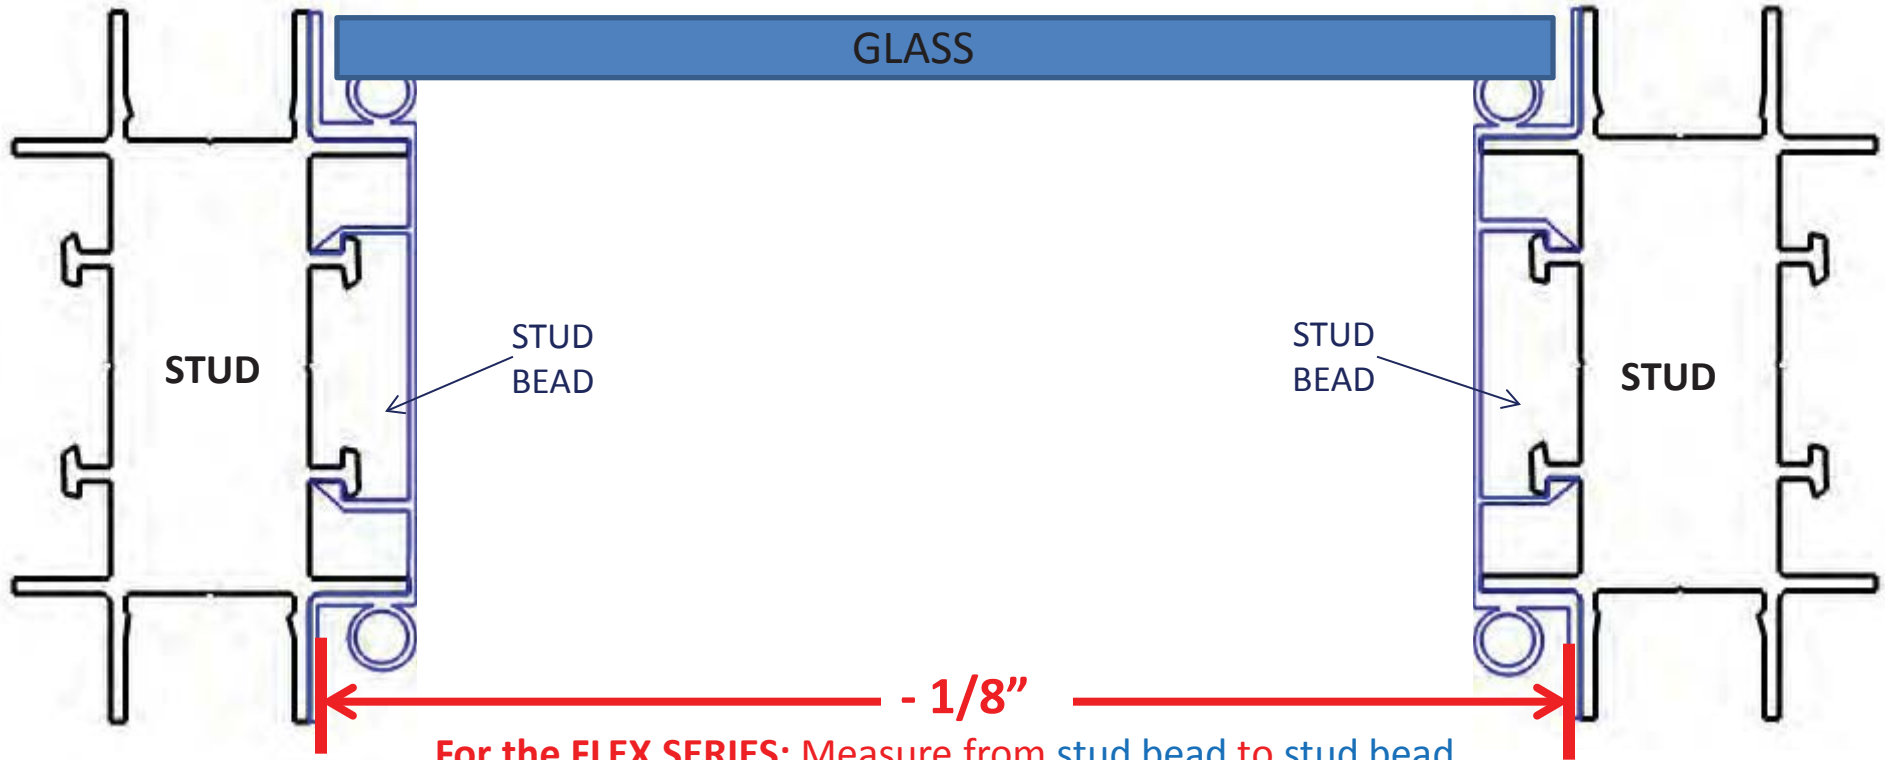 GLASS
STUD
BEAD
STUD
BEAD
STUD
STUD
- 1/8”
For the FLEX SERIES: Measure from stud bead to stud bead